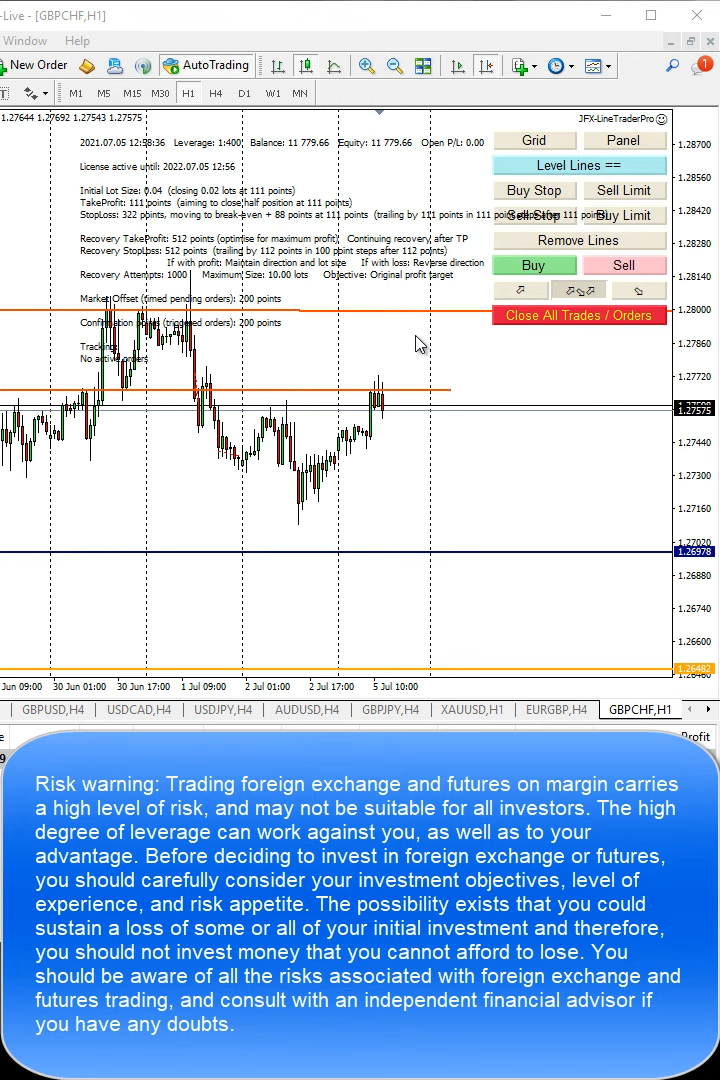 -Live - [GBPCHF,H1]
Window Help
New Order AutoTrading 1
T M1 M5 M15 M30 H1 H4 D1 W1 MN
1.27644 1.27692 1.27543 1.27575
JFX-LineTraderPro
2021.07.05 12:58:36 Leverage: 1:400 Balance: 11 779.66 Equity: 11 779.66 Open P/L: 0.00
License active until: 2022.07.05 12:56
Initial Lot Size: 0.04 (closing 0.02 lots at 111 points)
TakeProfit: 111 points (aiming to close half position at 111)
StopLoss: 322 points, moving to break-even + 88 points at 111 points (trailing by 111 points in 111 point steps after 111 points)
Recovery TakeProfit: 512 points (optimise for maximum profit) Continuing recovery after TP
Recovery StopLoss: 512 points (trailing by 112 points in 100 point steps after 112 points)
If with profit: Maintain direction and lot size If with loss: Reverse direction
Recovery Attempts: 1000 Maximum Size: 10.00 lots Objective: Original profit target
Market Offset (timed pending orders): 200 points
Confirmation points (triggered orders): 200 points
Tracking:
No active orders
Grid Panel
Level Lines ==
Buy Stop Sell Limit
Sell Stop Buy Limit
Remove Lines
Buy Sell
Close All Trades / Orders
1.28700
1.28560
1.28420
1.28280
1.28140
1.28000
1.27860
1.27720
1.27575
1.27440
1.27300
1.27160
1.27020
1.26978
1.26880
1.26740
1.26600
1.26482
Jun 09:00 30 Jun 01:00 30 Jun 17:00 1 Jul 09:00 2 Jul 01:00 2 Jul 17:00 5 Jul 10:00
GBPUSD,H4 USDCAD,H4 USDJPY,H4 AUDUSD,H4 GBPJPY,H4 XAUUSD,H1 EURGBP,H4 GBPCHF,H1
Profit
Risk warning: Trading foreign exchange and futures on margin carries
a high level of risk, and may not be suitable for all investors. The high
degree of leverage can work against you, as well as to your
advantage. Before deciding to invest in foreign exchange or futures,
you should carefully consider your investment objectives, level of
experience, and risk appetite. The possibility exists that you could
sustain a loss of some or all of your initial investment and therefore,
you should not invest money that you cannot afford to lose. You
should be aware of all the risks associated with foreign exchange and
futures trading, and consult with an independent financial advisor if
you have any doubts.